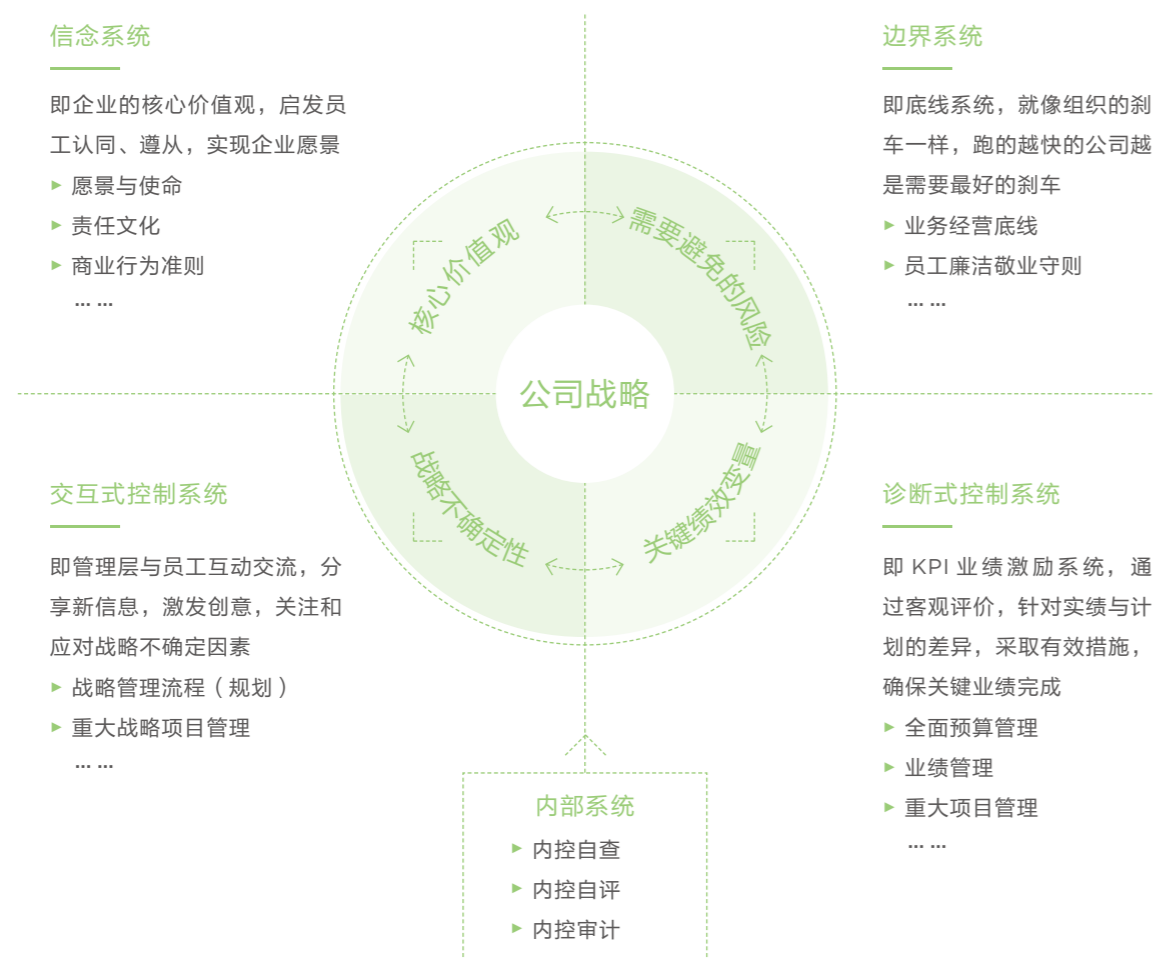 信念系统
即企业的核心价值观，启发员
工认同、遵从，实现企业愿景
愿景与使命
责任文化
商业行为准则
... ...
边界系统
即底线系统，就像组织的刹
车一样，跑的越快的公司越
是需要最好的刹车
业务经营底线
员工廉洁敬业守则
... ...
核心价值观
需要避免的风险
公司战略
战略不确定性
关键绩效变量
交互式控制系统
即管理层与员工互动交流，分
享新信息，激发创意，关注和
应对战略不确定因素
战略管理流程（规划）
重大战略项目管理
... ...
诊断式控制系统
即 KPI 业绩激励系统，通
过客观评价，针对实绩与计
划的差异，采取有效措施，
确保关键业绩完成
全面预算管理
业绩管理
重大项目管理
... ...
内部系统
内控自查
内控自评
内控审计